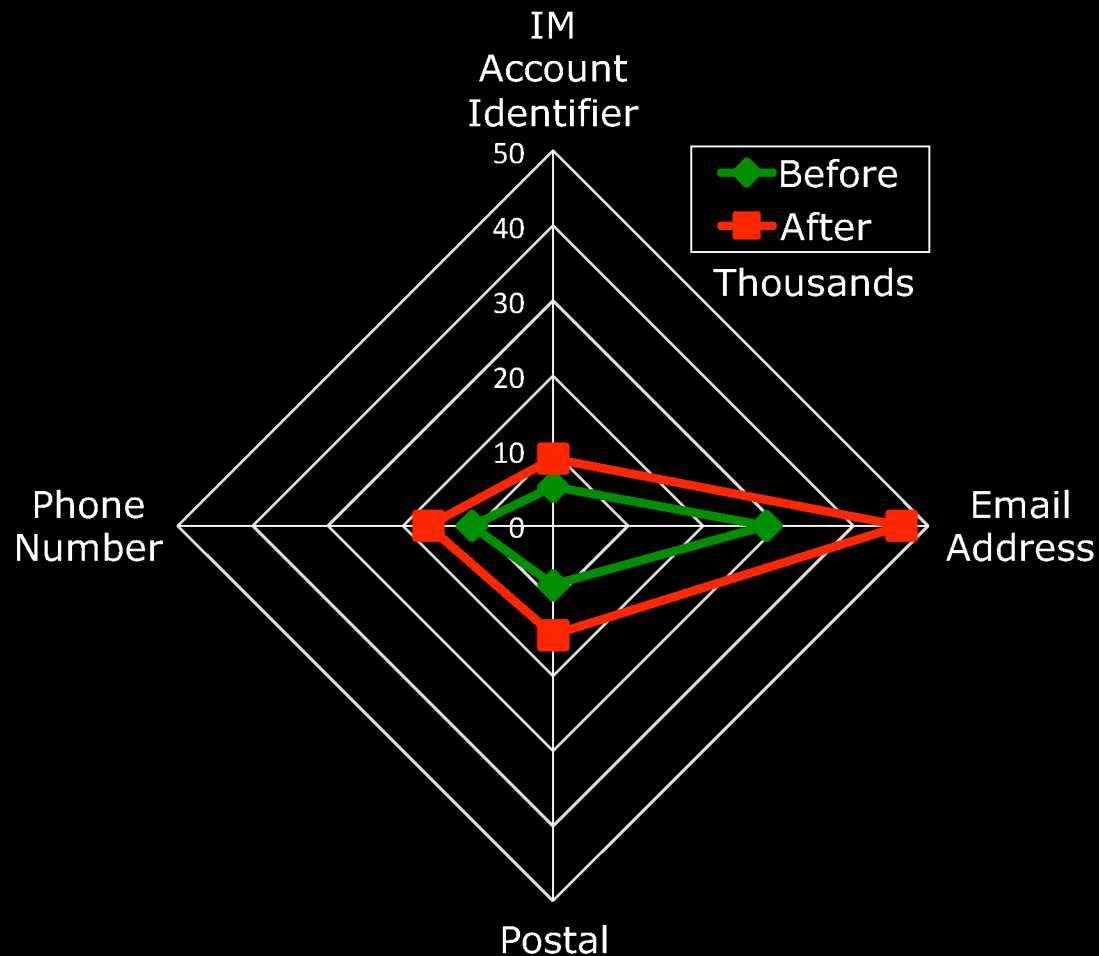 IM
Account
Identifier
50
Before
After
40
Thousands
30
20
10
Phone
Number
0
Email
Address
Postal